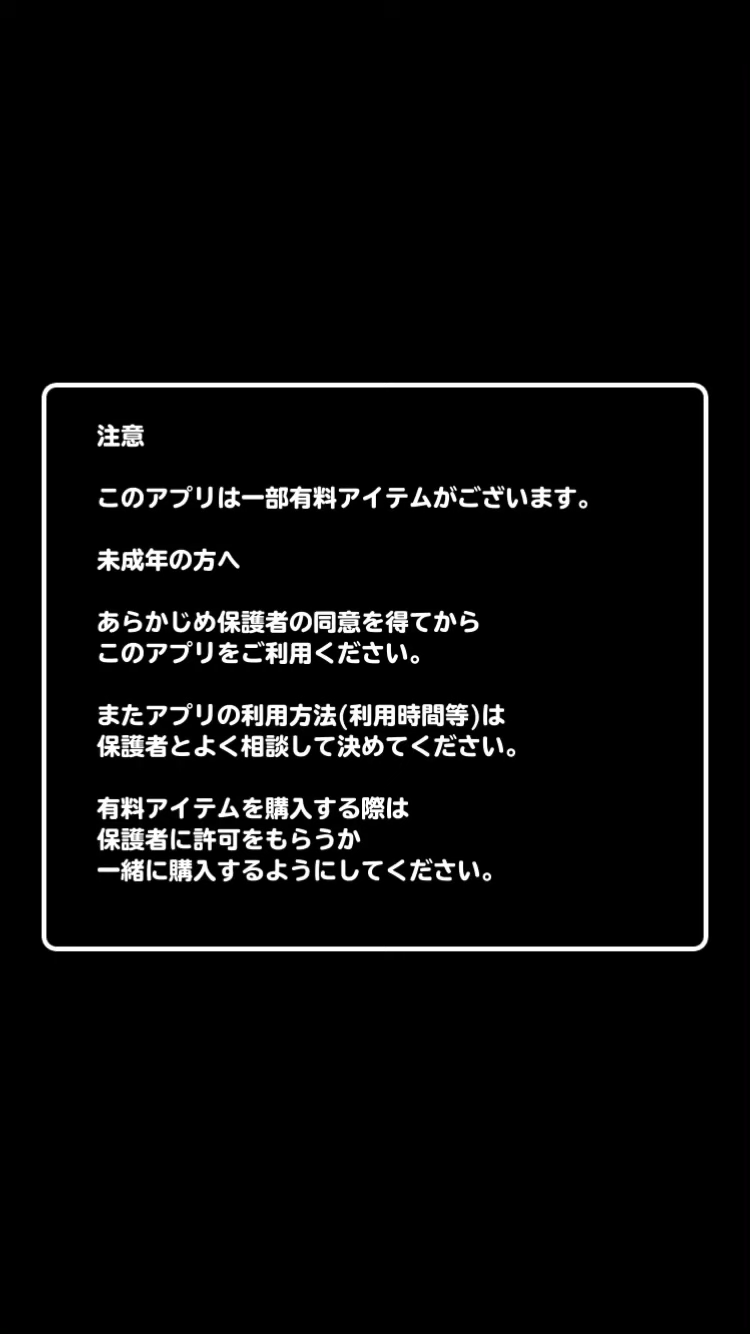 注意
このアプリは一部有料アイテムがございます。
未成年の方へ
あらかじめ保護者の同意を得てから
このアプリをご利用ください。
またアプリの利用方法(利用時間等)は
保護者とよく相談して決めてください。
有料アイテムを購入する際は
保護者に許可をもらうか
一緒に購入するようにしてください。